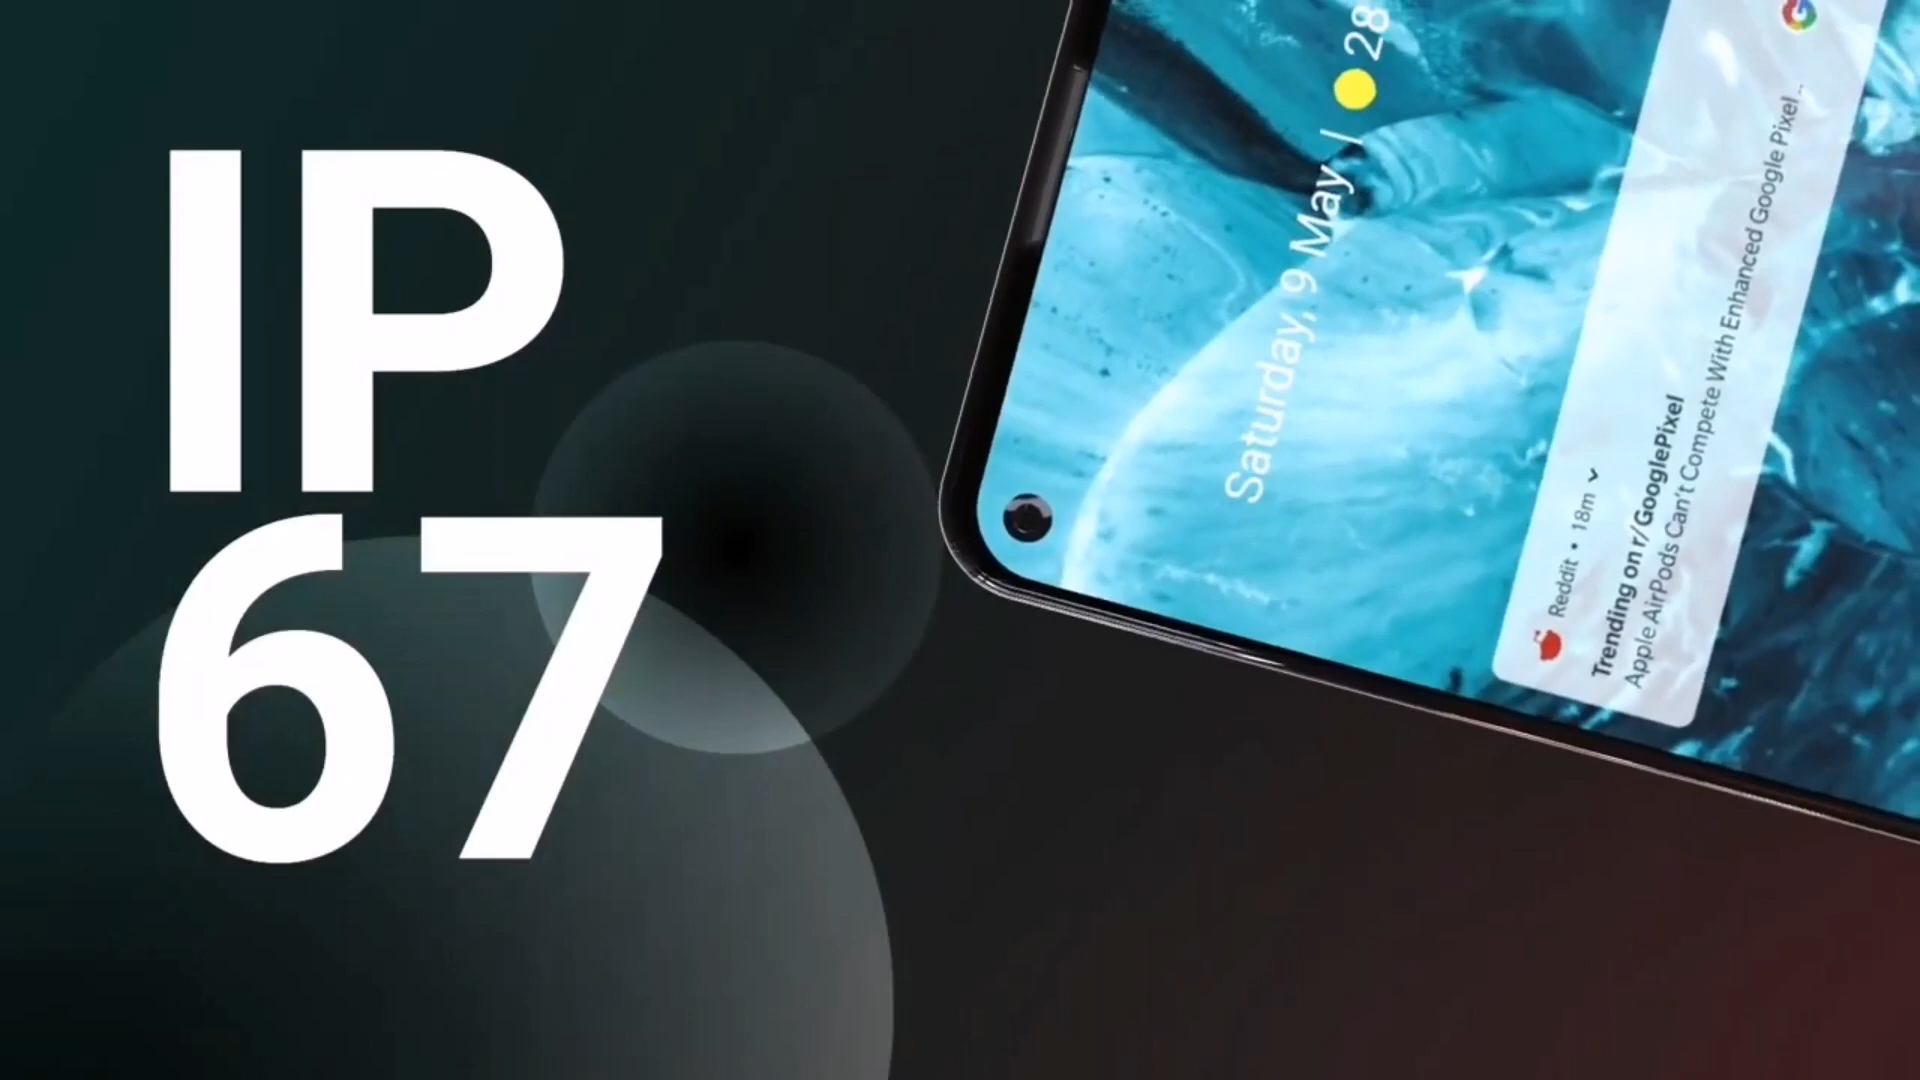 IP
67
Saturday, 9 May | 28
Reddit • 18m
Trending on r/GooglePixel
Apple AirPods Can't Compete With Enhanced Google Pixel ..